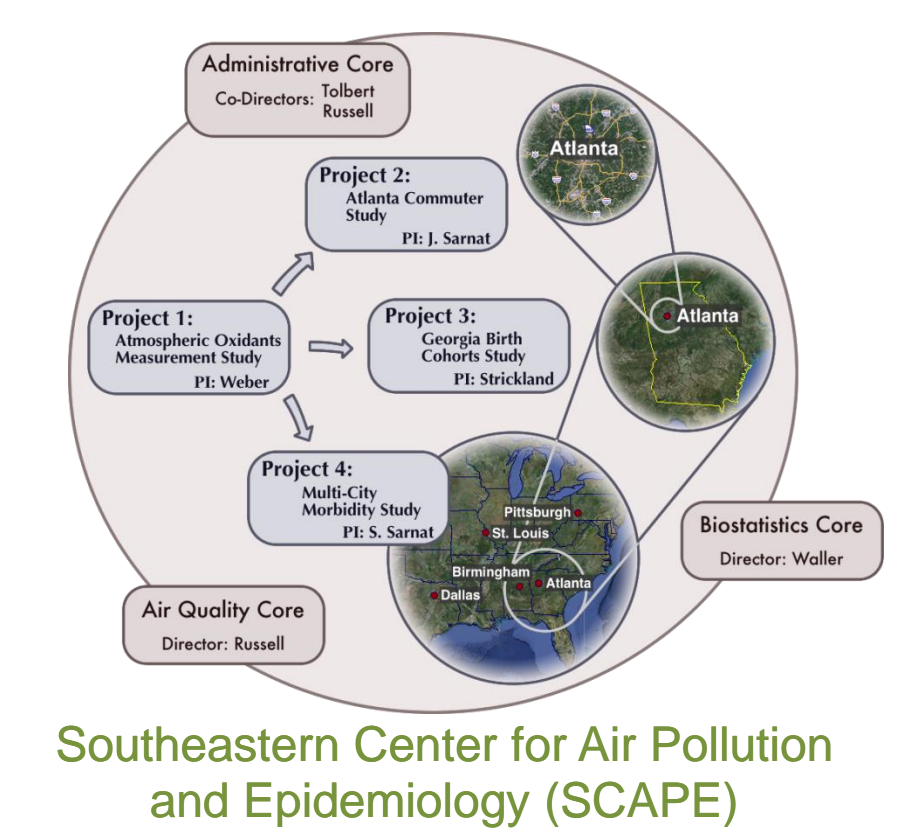 Administrative Core
Co-Directors: Tolbert
Russell
Atlanta
Project 2:
Atlanta Commuter
Study
PI: J. Sarnat
Project 1:
Atmospheric Oxidants
Measurement Study
PI: Weber
Project 3:
Georgia Birth
Cohorts Study
PI: Strickland
Atlanta
Project 4:
Multi-City
Morbidity Study
PI: S. Sarnat
Pittsburgh
St. Louis
Birmingham
Atlanta
Dallas
Biostatistics Core
Director: Waller
Air Quality Core
Director: Russell
Southeastern Center for Air Pollution
and Epidemiology (SCAPE)